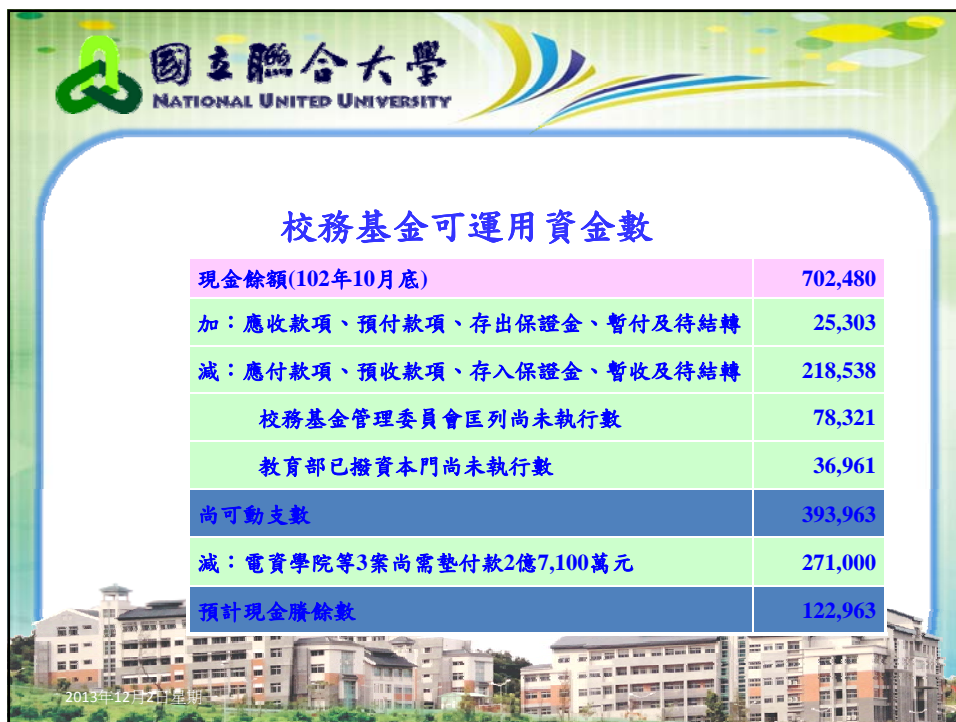 國立聯合大學
NATIONAL UNITED UNIVERSITY
校務基金可運用資金數
現金餘額(102年10月底) 702,480
加：應收款項、預付款項、存出保證金、暫付及待結轉 25,303
減：應付款項、預收款項、存入保證金、暫收及待結轉 218,538
校務基金管理委員會匡列尚未執行數 78,321
教育部已撥資本門尚未執行數 36,961
尚可動支數 393,963
減：電資學院等3案尚需墊付款2億7,100萬元 271,000
預計現金賸餘數 122,963
2013年12月2日星期一